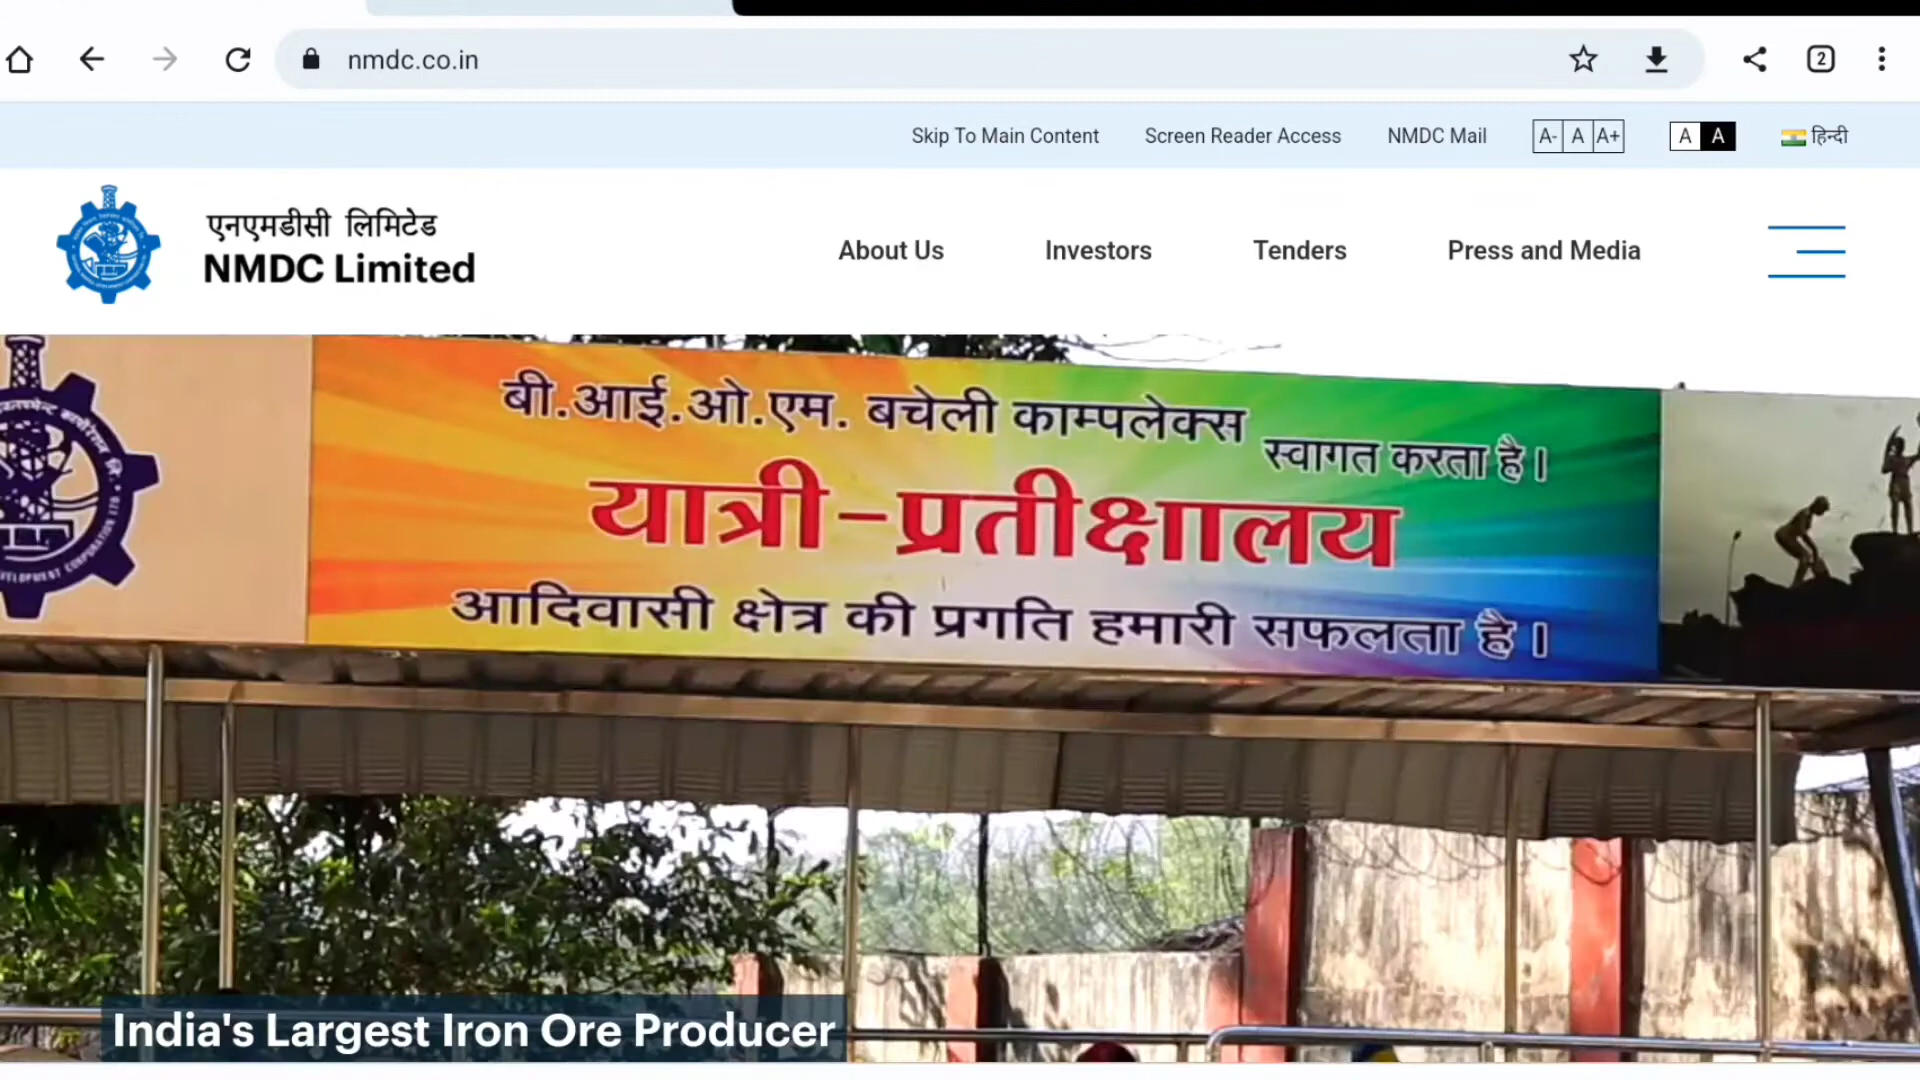 nmdc.co.in
2
Skip To Main Content
Screen Reader Access
NMDC Mail
A- A A+
A A
हिन्दी
एनएमडीसी लिमिटेड
NMDC Limited
About Us
Investors
Tenders
Press and Media
बी.आई.ओ.एम. बचेली काम्पलेक्स स्वागत करता है।
यात्री-प्रतीक्षालय
आदिवासी क्षेत्र की प्रगति हमारी सफलता है।
India's Largest Iron Ore Producer